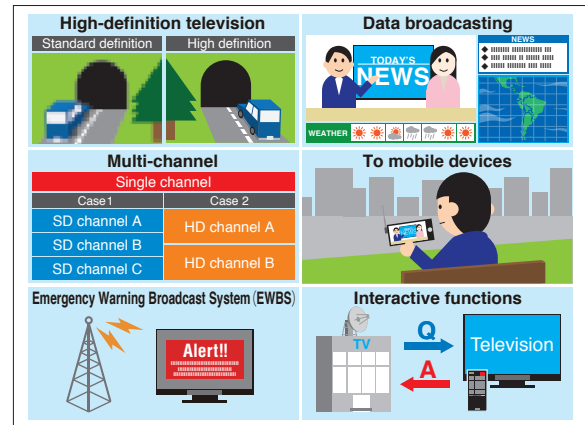 High-definition television
Standard definition
High definition
Data broadcasting
TODAY'S
NEWS
NEWS
WEATHER
Multi-channel
Single channel
Case1
Case 2
SD channel A
SD channel B
SD channel C
HD channel A
HD channel B
To mobile devices
Emergency Warning Broadcast System (EWBS)
Alert!!
Interactive functions
TV
Q
A
Television